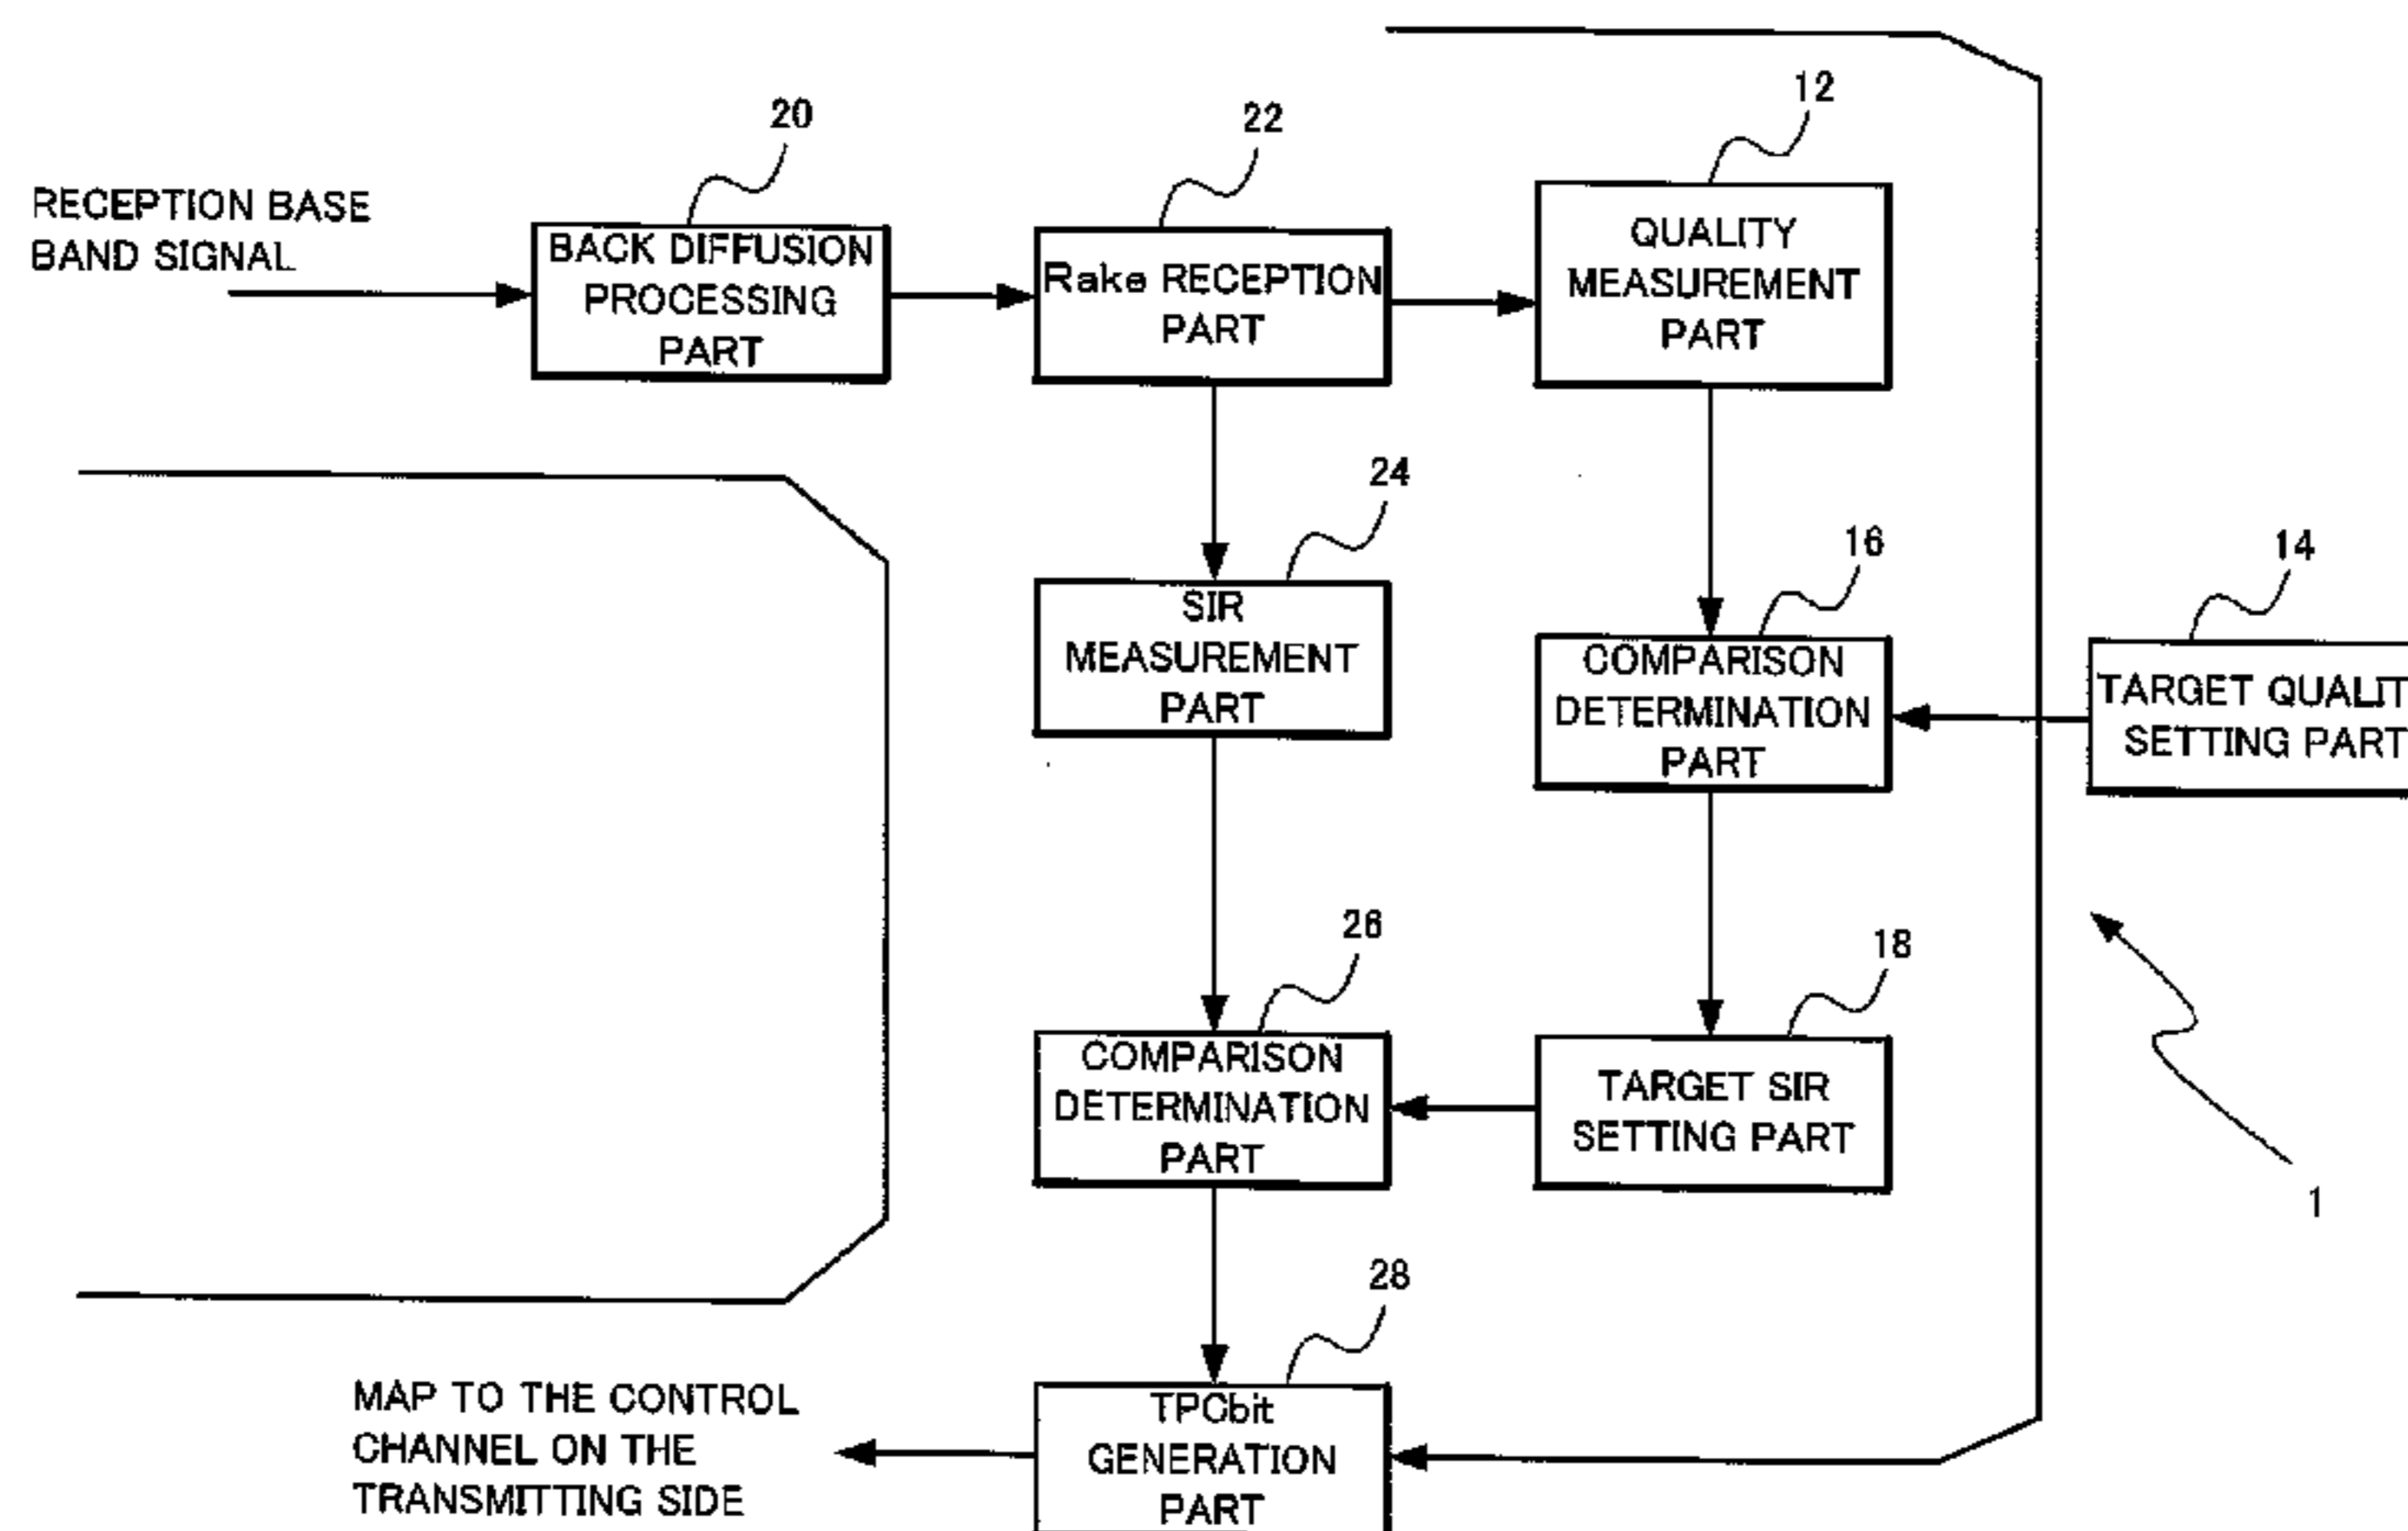 20
22
12
RECEPTION BASE
BAND SIGNAL
BACK DIFFUSION
PROCESSING
PART
Rake RECEPTION
PART
QUALITY
MEASUREMENT
PART
24
16
14
SIR
MEASUREMENT
PART
COMPARISON
DETERMINATION
PART
TARGET QUALIT
SETTING PART
26
18
COMPARISON
DETERMINATION
PART
TARGET SIR
SETTING PART
1
28
MAP TO THE CONTROL
CHANNEL ON THE
TRANSMITTING SIDE
TPCbit
GENERATION
PART